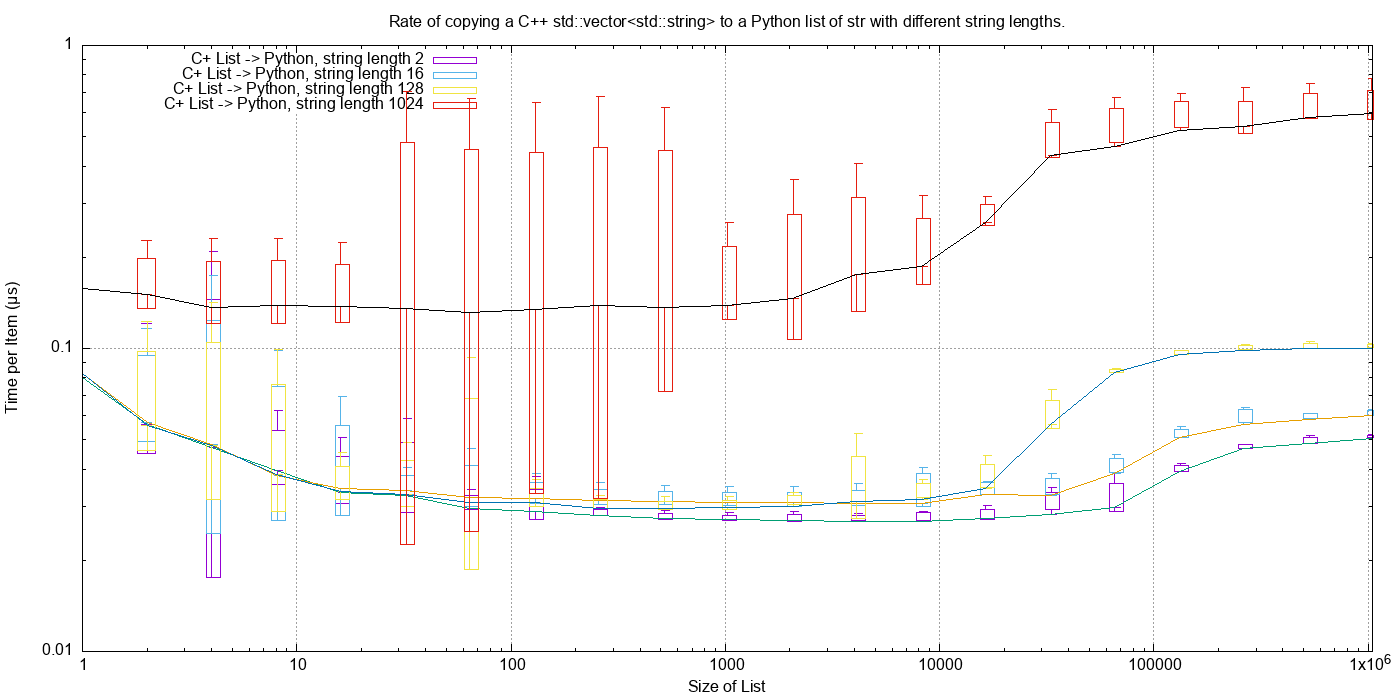 Rate of copying a C++ std::vector<std::string> to a Python list of str with different string lengths.
C+ List -> Python, string length 2
C+ List -> Python, string length 16
C+ List -> Python, string length 128
C+ List -> Python, string length 1024
1
0.1
0.01
Time per Item (µs)
1 10 100 1000 10000 100000 1x10⁶
Size of List